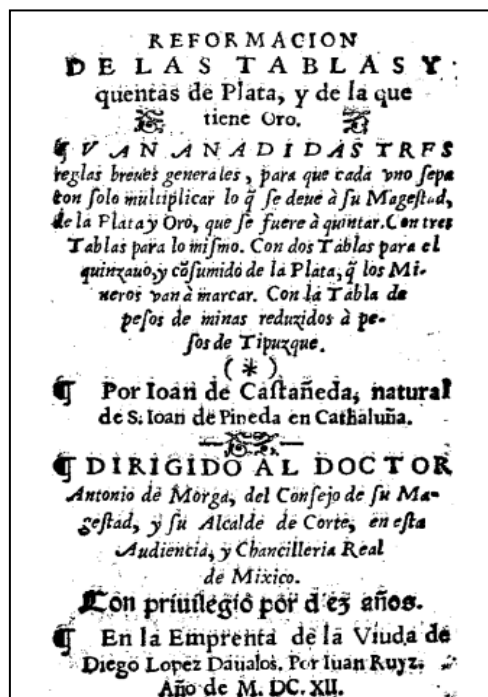 REFORMACION
DE LAS TABLAS Y
quentas de Plata, y de la que
tiene Oro.
¶ VAN AÑADIDAS TRES
reglas breues generales, para que cada vno sepa
con solo multiplicar lo q̃ se deue à su Magestad,
de la Plata y Oro, que se fuere à quintar. Con tres
Tablas para lo mismo. Con dos Tablas para el
quinzauo, y cõsumido de la Plata, q̃ los Mi-
neros van à marcar. Con la Tabla de
pesos de minas reduzidos à pe-
sos de Tipuzque.
(*)
¶ Por Ioan de Castañeda, natural
de S. Ioan de Pineda en Cathaluña.
¶ DIRIGIDO AL DOCTOR
Antonio de Morga, del Consejo de su Ma-
gestad, y su Alcalde de Corte, en esta
Audiencia, y Chancilleria Real
de Mixico.
Con priuilegio por diez años.
¶ En la Emprenta de la Viuda de
Diego Lopez Daualos. Por Iuan Ruyz.
Año de M. DC. XII.